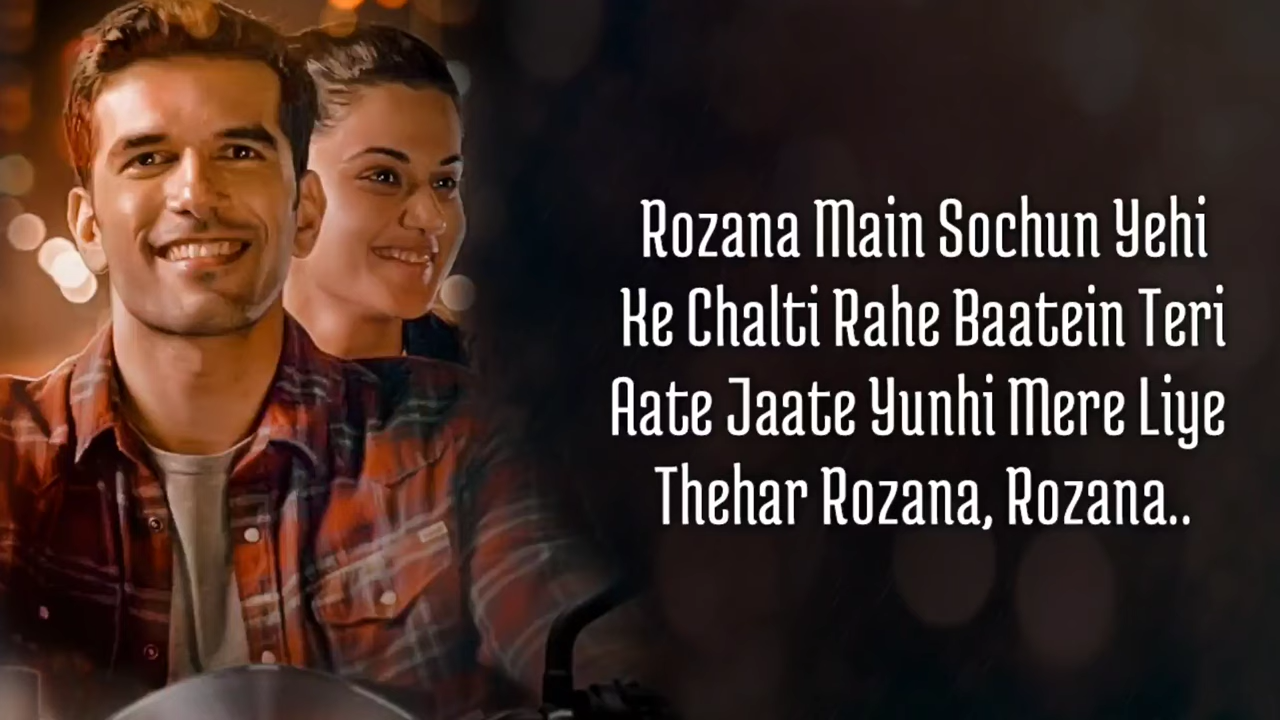 Rozana Main Sochun Yehi
Ke Chalti Rahe Baatein Teri
Aate Jaate Yunhi Mere Liye
Thehar Rozana, Rozana..